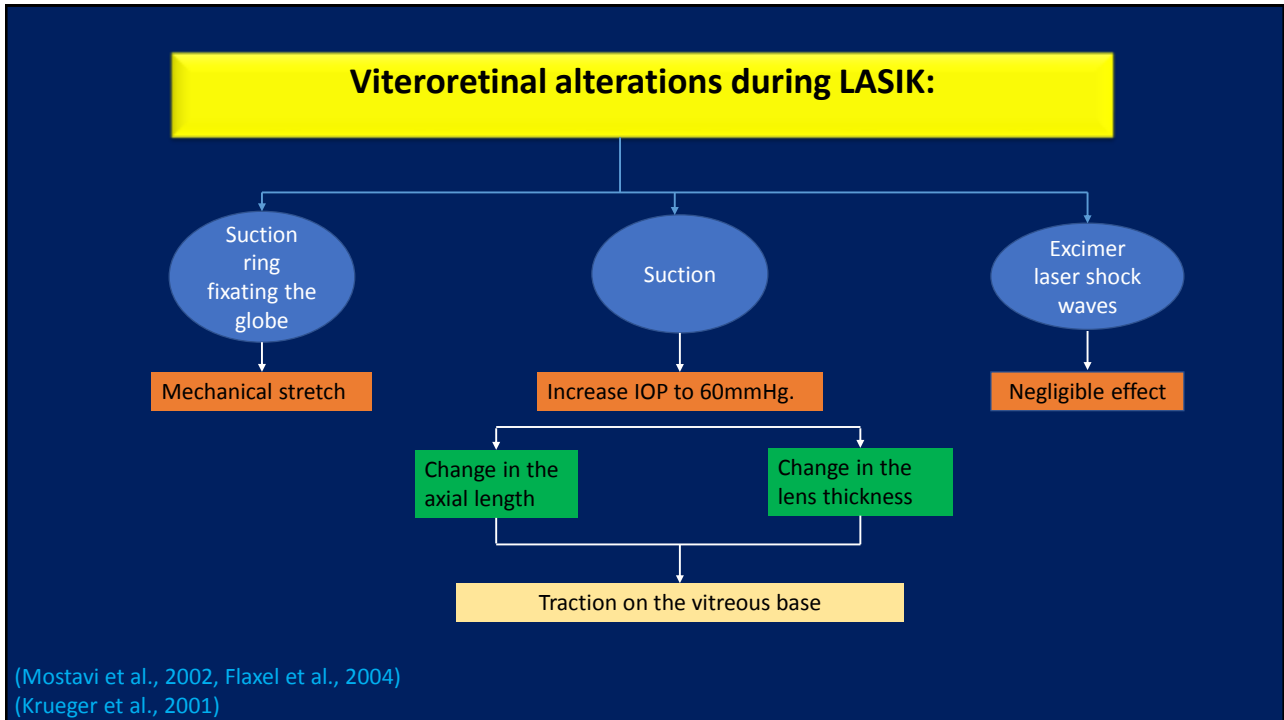 Viteroretinal alterations during LASIK:
Suction
ring
fixating the
globe
Suction
Excimer
laser shock
waves
Mechanical stretch
Increase IOP to 60mmHg.
Negligible effect
Change in the
axial length
Change in the
lens thickness
Traction on the vitreous base
(Mostavi et al., 2002, Flaxel et al., 2004)
(Krueger et al., 2001)